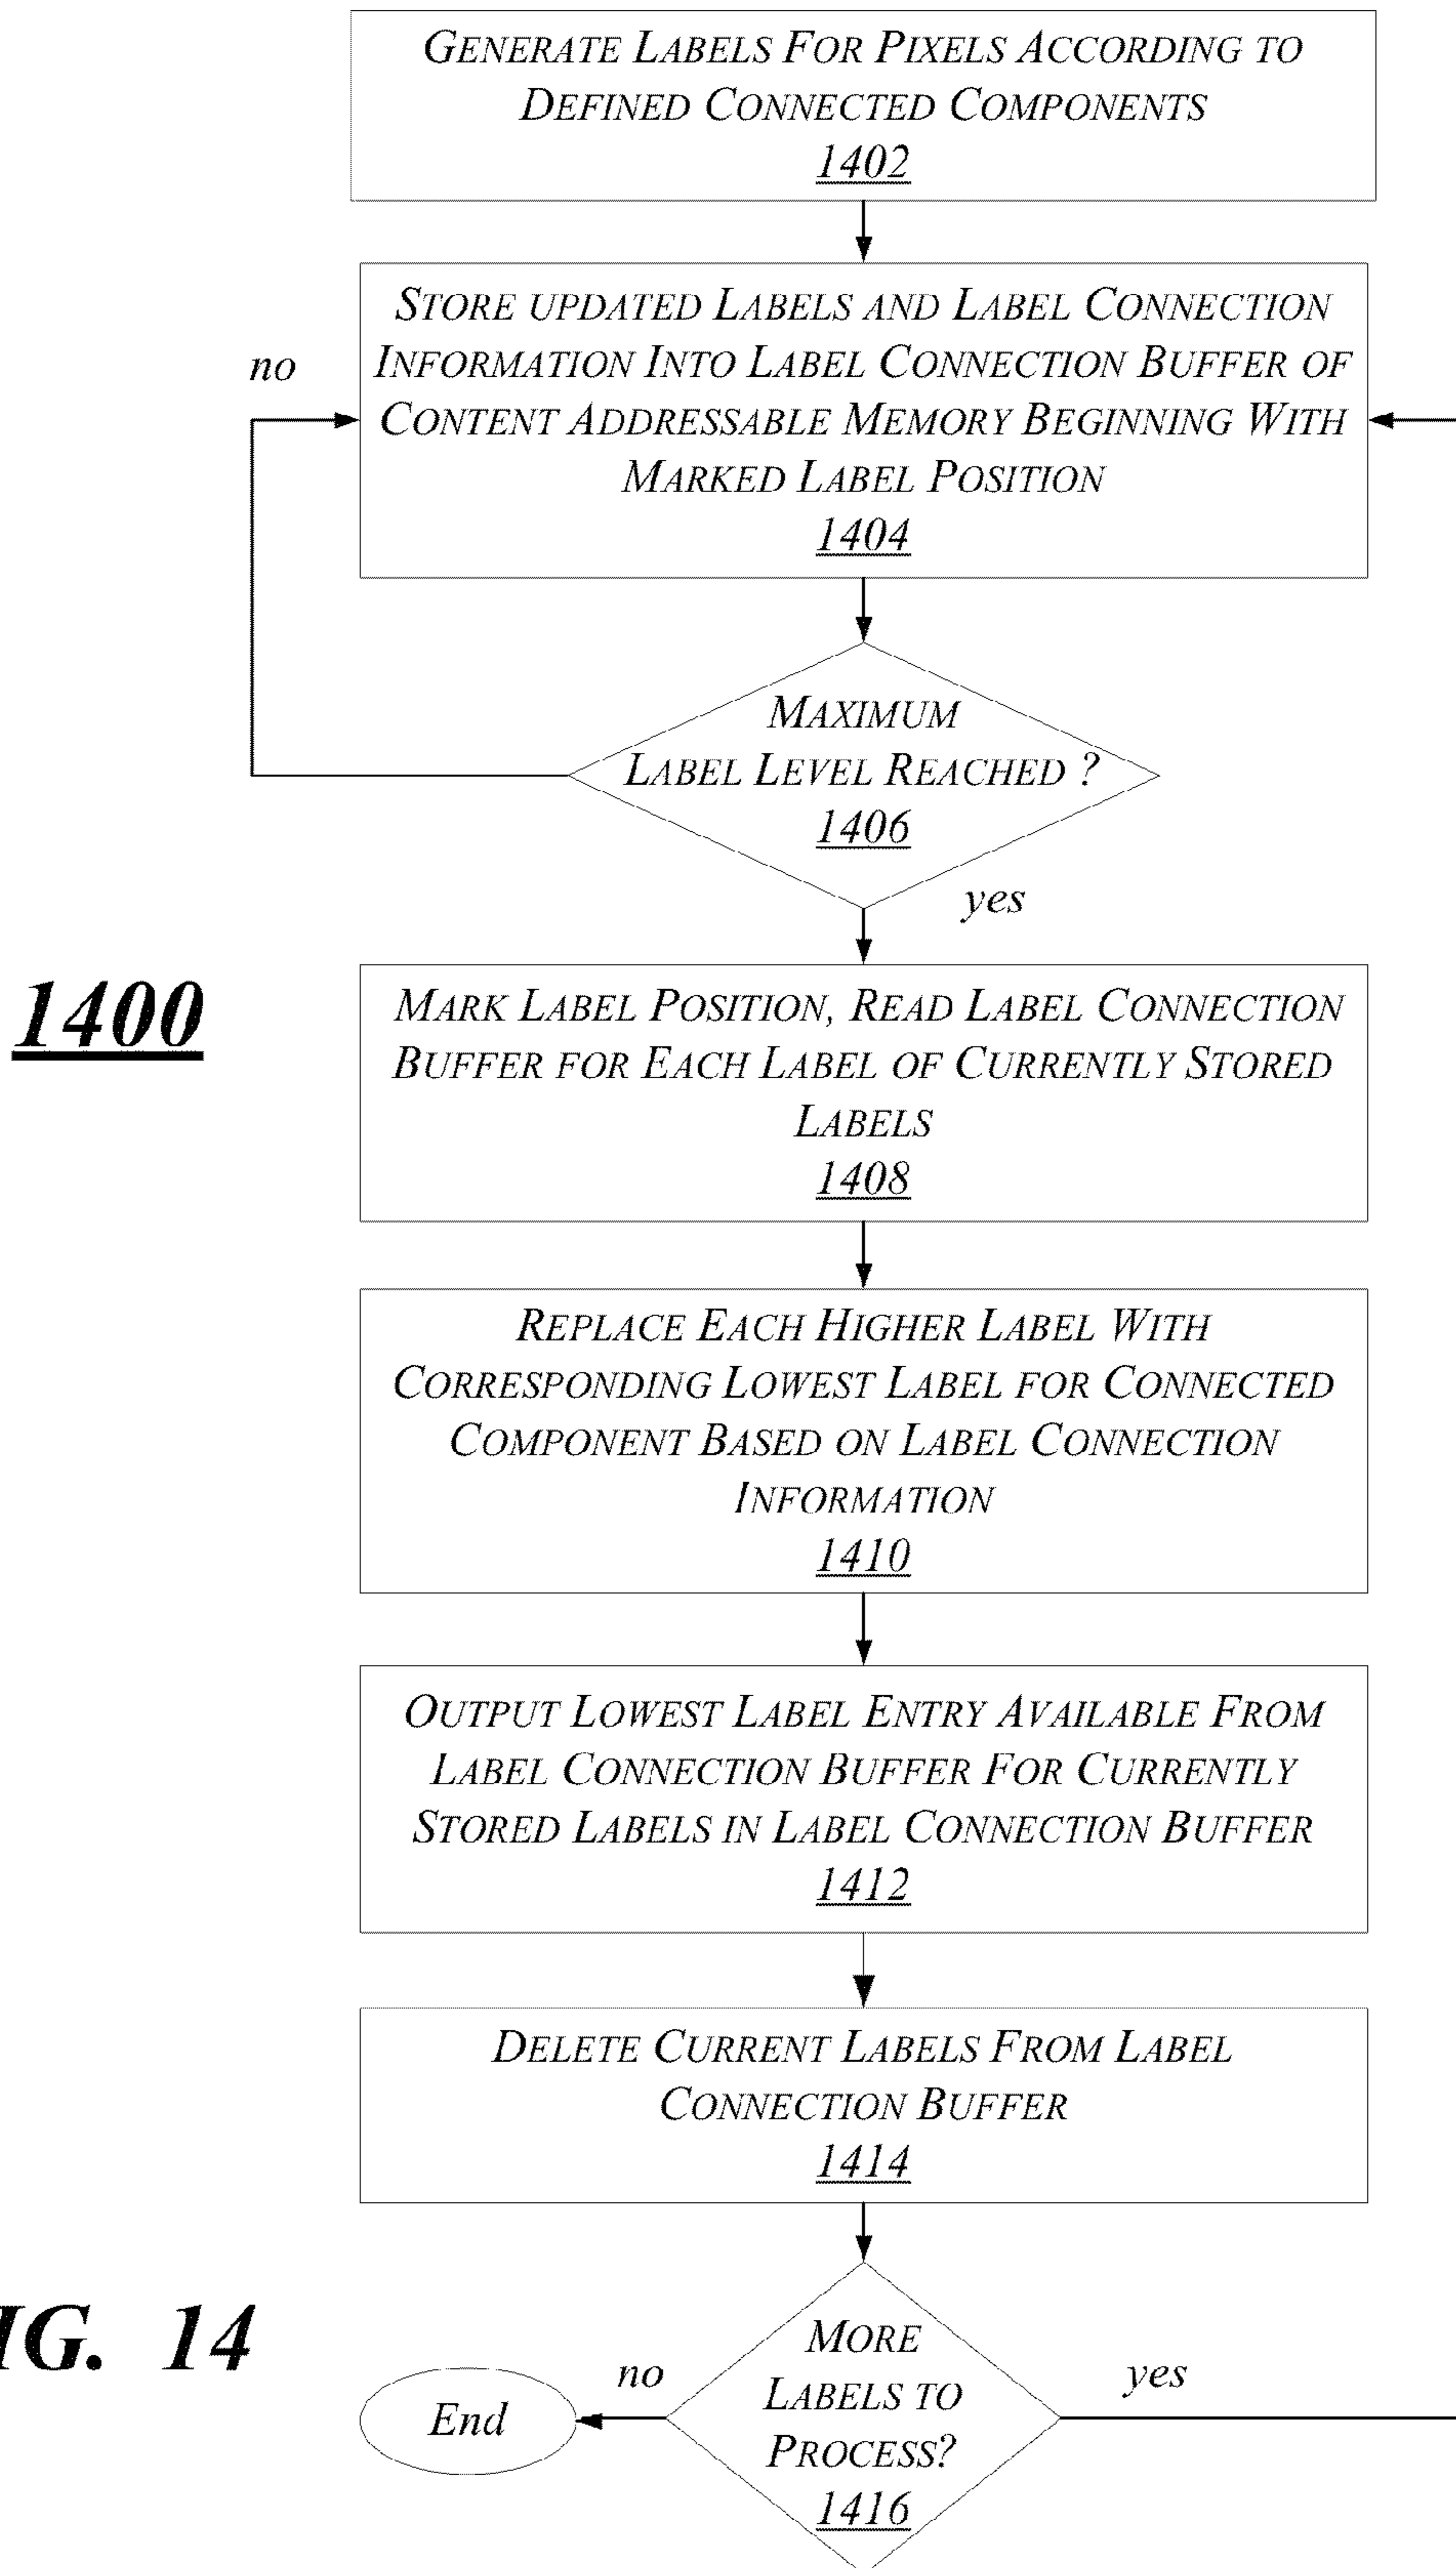 GENERATE LABELS FOR PIXELS ACCORDING TO
DEFINED CONNECTED COMPONENTS
1402
STORE UPDATED LABELS AND LABEL CONNECTION
INFORMATION INTO LABEL CONNECTION BUFFER OF
CONTENT ADDRESSABLE MEMORY BEGINNING WITH
MARKED LABEL POSITION
1404
no
MAXIMUM
LABEL LEVEL REACHED ?
1406
yes
1400
MARK LABEL POSITION, READ LABEL CONNECTION
BUFFER FOR EACH LABEL OF CURRENTLY STORED
LABELS
1408
REPLACE EACH HIGHER LABEL WITH
CORRESPONDING LOWEST LABEL FOR CONNECTED
COMPONENT BASED ON LABEL CONNECTION
INFORMATION
1410
OUTPUT LOWEST LABEL ENTRY AVAILABLE FROM
LABEL CONNECTION BUFFER FOR CURRENTLY
STORED LABELS IN LABEL CONNECTION BUFFER
1412
DELETE CURRENT LABELS FROM LABEL
CONNECTION BUFFER
1414
IG. 14
End
no
MORE
LABELS TO
PROCESS?
1416
yes